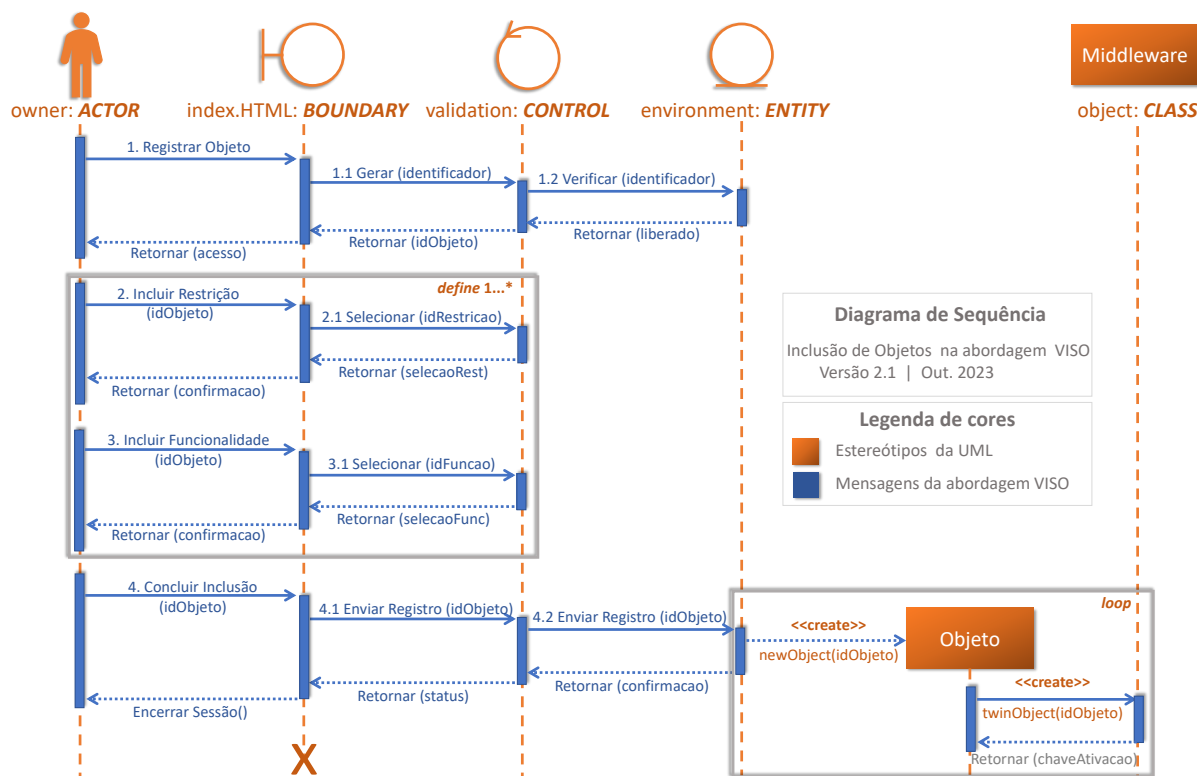 Middleware
owner: ACTOR
index.HTML: BOUNDARY
validation: CONTROL
environment: ENTITY
object: CLASS
1. Registrar Objeto
1.1 Gerar (identificador)
1.2 Verificar (identificador)
Retornar (liberado)
Retornar (idObjeto)
Retornar (acesso)
define 1...*
2. Incluir Restrição
(idObjeto)
2.1 Selecionar (idRestricao)
Retornar (selecaoRest)
Retornar (confirmacao)
3. Incluir Funcionalidade
(idObjeto)
3.1 Selecionar (idFuncao)
Retornar (selecaoFunc)
Retornar (confirmacao)
Diagrama de Sequência
Inclusão de Objetos na abordagem VISO
Versão 2.1 | Out. 2023
Legenda de cores
Estereótipos da UML
Mensagens da abordagem VISO
4. Concluir Inclusão
(idObjeto)
4.1 Enviar Registro (idObjeto)
4.2 Enviar Registro (idObjeto)
loop
<<create>>
newObject(idObjeto)
Objeto
Retornar (confirmacao)
Retornar (status)
Encerrar Sessão()
<<create>>
twinObject(idObjeto)
Retornar (chaveAtivacao)
X